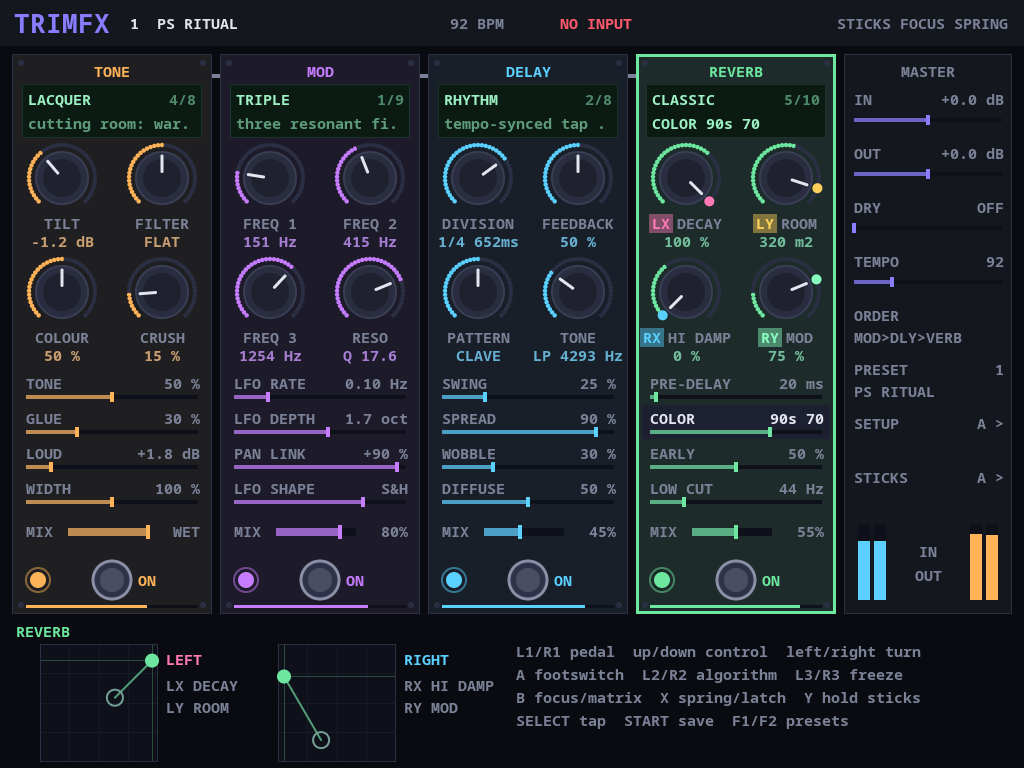 TRIMFX 1 PS RITUAL 92 BPM NO INPUT STICKS FOCUS SPRING
TONE
LACQUER 4/8
cutting room: war.
TILT FILTER
-1.2 dB FLAT
COLOUR CRUSH
50 % 15 %
TONE 50 %
GLUE 30 %
LOUD +1.8 dB
WIDTH 100 %
MIX WET
ON
MOD
TRIPLE 1/9
three resonant fi.
FREQ 1 FREQ 2
151 Hz 415 Hz
FREQ 3 RESO
1254 Hz Q 17.6
LFO RATE 0.10 Hz
LFO DEPTH 1.7 oct
PAN LINK +90 %
LFO SHAPE S&H
MIX 80%
ON
DELAY
RHYTHM 2/8
tempo-synced tap .
DIVISION FEEDBACK
1/4 652ms 50 %
PATTERN TONE
CLAVE LP 4293 Hz
SWING 25 %
SPREAD 90 %
WOBBLE 30 %
DIFFUSE 50 %
MIX 45%
ON
REVERB
CLASSIC 5/10
COLOR 90s 70
LX DECAY LY ROOM
100 % 320 m2
RX HI DAMP RY MOD
0 % 75 %
PRE-DELAY 20 ms
COLOR 90s 70
EARLY 50 %
LOW CUT 44 Hz
MIX 55%
ON
MASTER
IN +0.0 dB
OUT +0.0 dB
DRY OFF
TEMPO 92
ORDER
MOD>DLY>VERB
PRESET 1
PS RITUAL
SETUP A >
STICKS A >
IN
OUT
REVERB
LEFT
LX DECAY
LY ROOM
RIGHT
RX HI DAMP
RY MOD
L1/R1 pedal up/down control left/right turn
A footswitch L2/R2 algorithm L3/R3 freeze
B focus/matrix X spring/latch Y hold sticks
SELECT tap START save F1/F2 presets